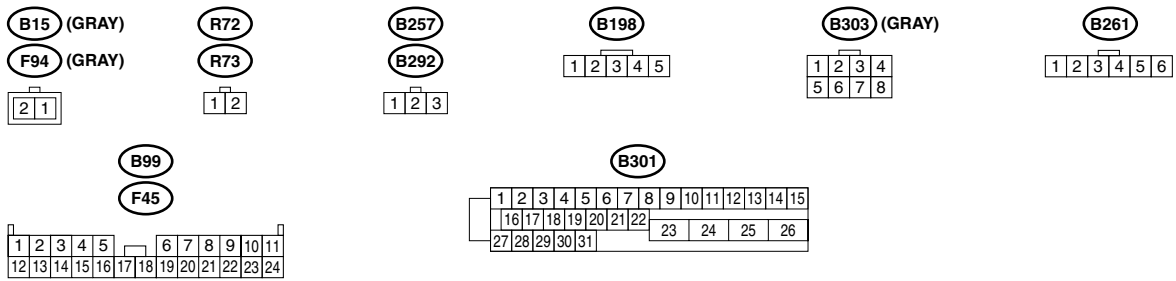 B15 (GRAY) R72 B257 B198 B303 (GRAY) B261
F94 (GRAY) R73 B292
1 2 3 4 5
1 2 3 4
1 2 3 4 5 6
2 1
1 2
1 2 3
5 6 7 8
B99 B301
F45
1 2 3 4 5 6 7 8 9 10 11 12 13 14 15
16 17 18 19 20 21 22 23 24 25 26
27 28 29 30 31
1 2 3 4 5 6 7 8 9 10 11
12 13 14 15 16 17 18 19 20 21 22 23 24